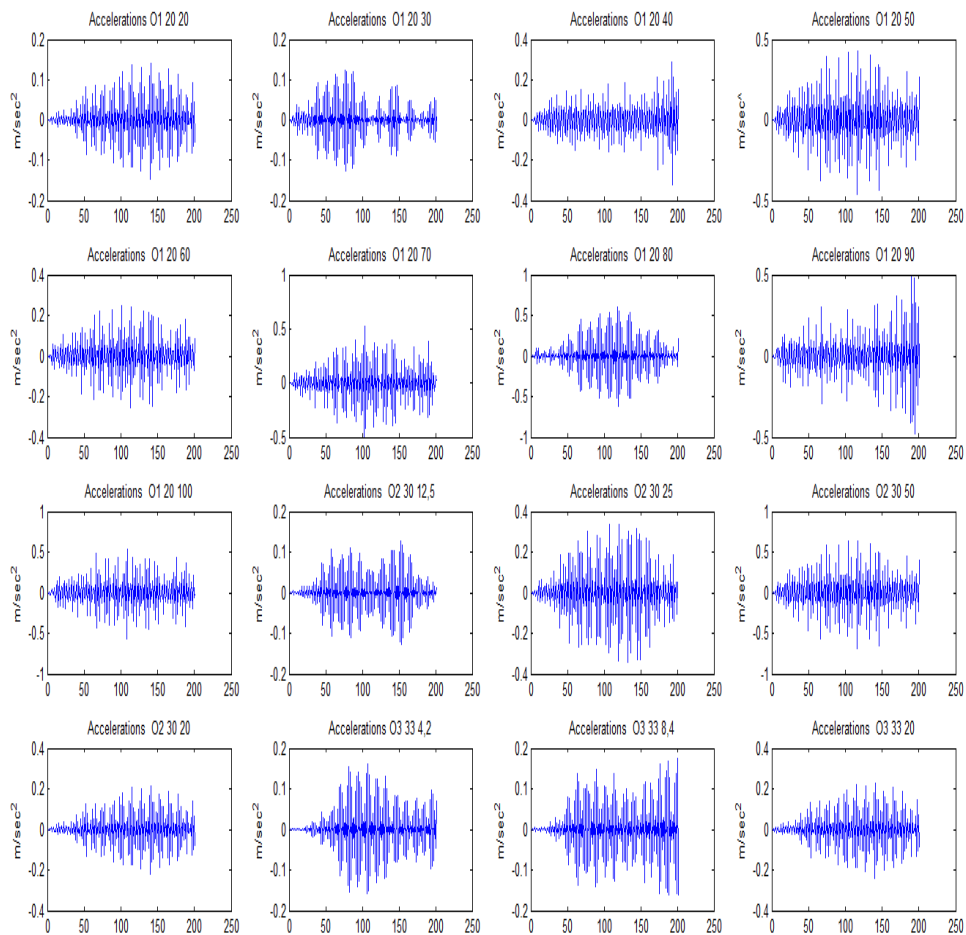 Accelerations O1 20 20
Accelerations O1 20 30
Accelerations O1 20 40
Accelerations O1 20 50
0.2 0.1 0 -0.1 -0.2
m/sec²
0 50 100 150 200 250
0.2 0.1 0 -0.1 -0.2
m/sec²
0 50 100 150 200 250
0.4 0.2 0 -0.2 -0.4
m/sec²
0 50 100 150 200 250
0.5 0 -0.5
m/sec^
0 50 100 150 200 250
Accelerations O1 20 60
Accelerations O1 20 70
Accelerations O1 20 80
Accelerations O1 20 90
0.4 0.2 0 -0.2 -0.4
m/sec²
0 50 100 150 200 250
1 0.5 0 -0.5
m/sec²
0 50 100 150 200 250
1 0.5 0 -0.5 -1
m/sec²
0 50 100 150 200 250
0.5 0 -0.5
m/sec²
0 50 100 150 200 250
Accelerations O1 20 100
Accelerations O2 30 12,5
Accelerations O2 30 25
Accelerations O2 30 50
1 0.5 0 -0.5 -1
m/sec²
0 50 100 150 200 250
0.2 0.1 0 -0.1 -0.2
m/sec²
0 50 100 150 200 250
0.4 0.2 0 -0.2 -0.4
m/sec²
0 50 100 150 200 250
1 0.5 0 -0.5 -1
m/sec²
0 50 100 150 200 250
Accelerations O2 30 20
Accelerations O3 33 4,2
Accelerations O3 33 8,4
Accelerations O3 33 20
0.4 0.2 0 -0.2 -0.4
m/sec²
0 50 100 150 200 250
0.2 0.1 0 -0.1 -0.2
m/sec²
0 50 100 150 200 250
0.2 0.1 0 -0.1 -0.2
m/sec²
0 50 100 150 200 250
0.4 0.2 0 -0.2 -0.4
m/sec²
0 50 100 150 200 250